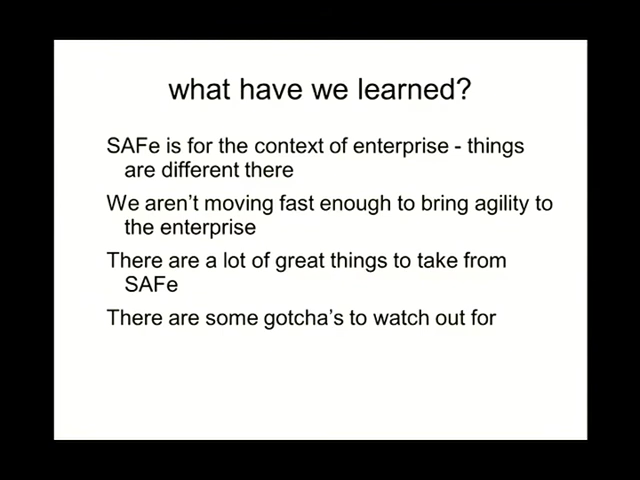 what have we learned?
SAFe is for the context of enterprise - things
are different there
We aren't moving fast enough to bring agility to
the enterprise
There are a lot of great things to take from
SAFe
There are some gotcha's to watch out for